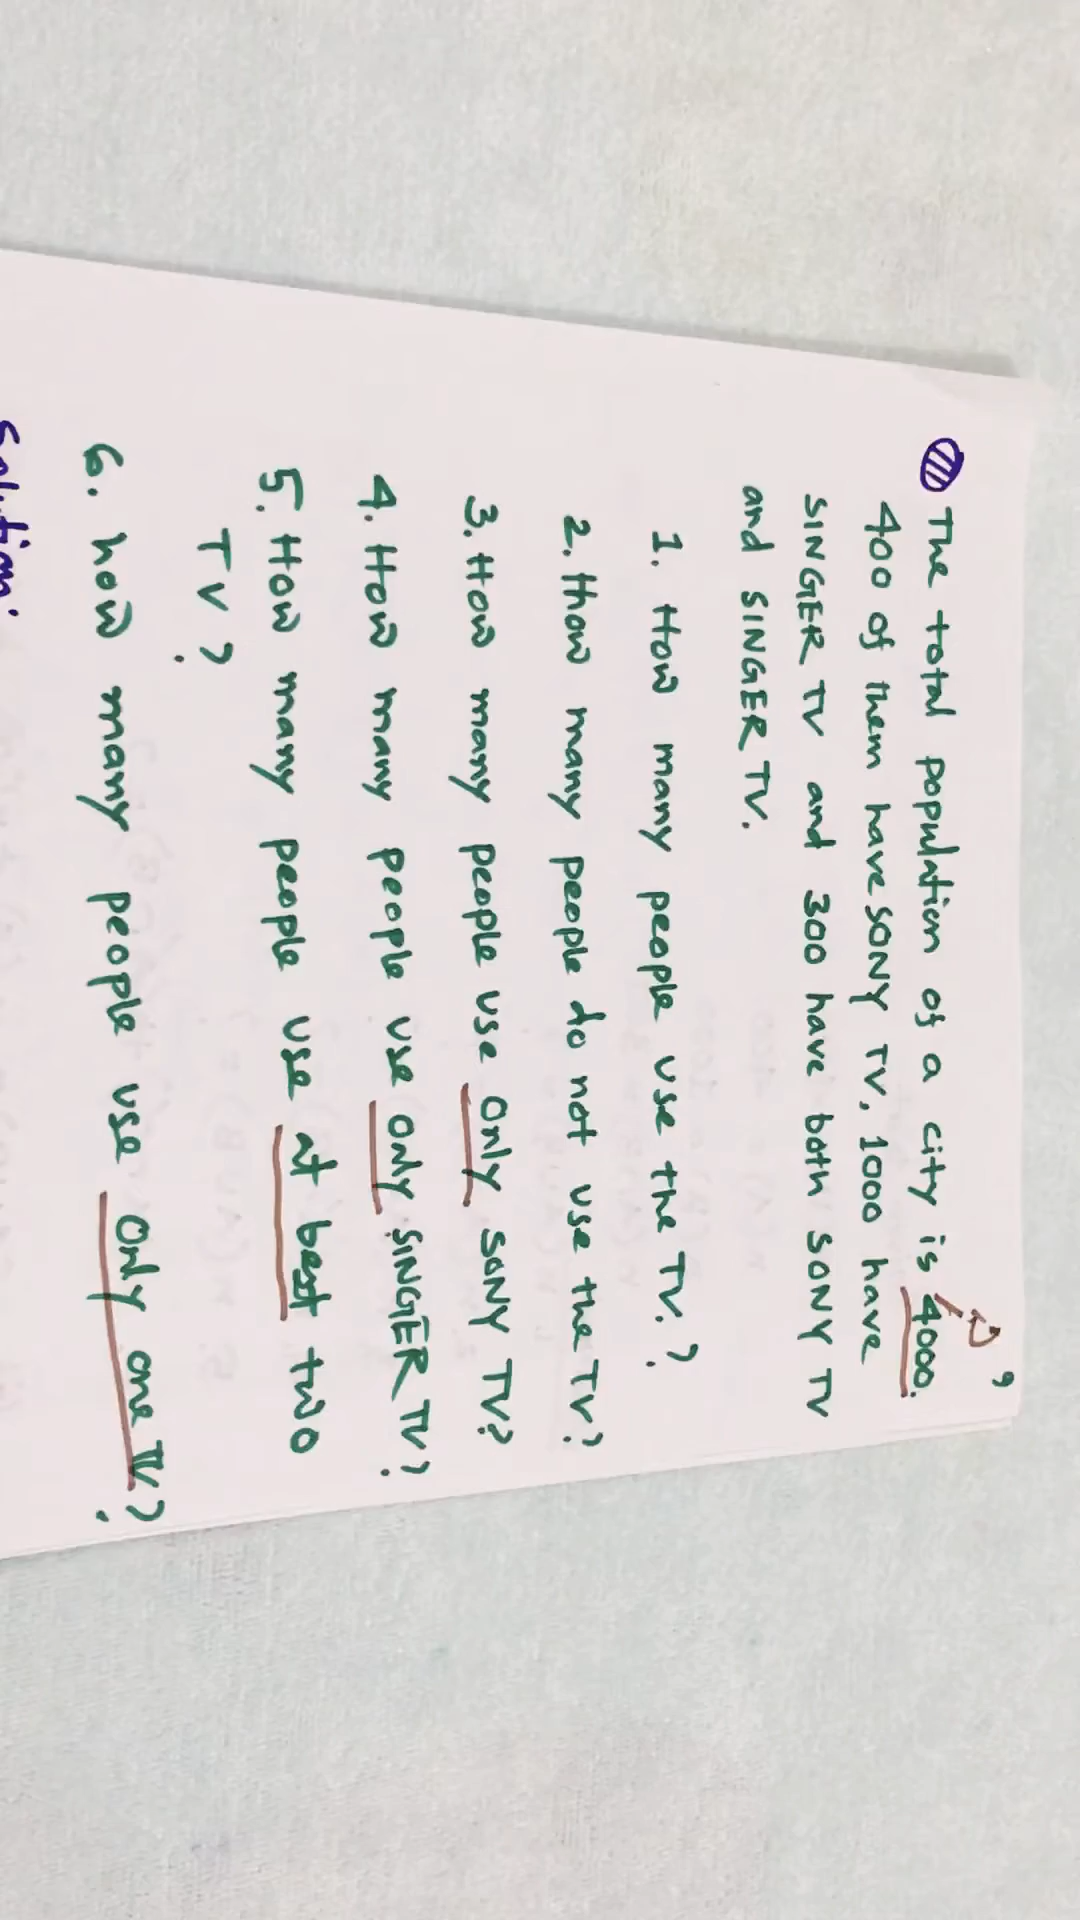 The total population of a city is 4000.
400 of them have SONY TV, 1000 have
SINGER TV and 300 have both SONY TV
and SINGER TV.
1. How many people use the TV.?
2. How many people do not use the TV?
3. How many people use only SONY TV?
4. How many people use only SINGER TV?
5. How many people use at best two
TV?
6. how many people use only one TV?
Solution: